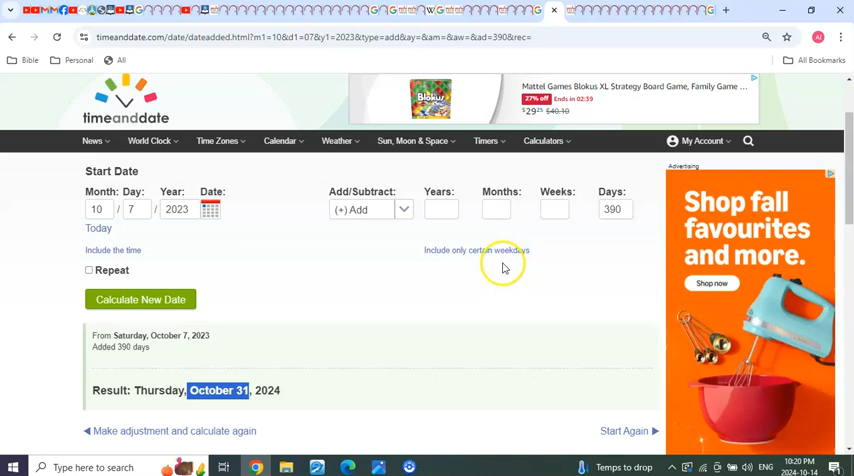 timeanddate.com/date/dateadded.html?m1=10&d1=07&y1=2023&type=add&ay=&am=&aw=&ad=390&rec=
AI
Bible Personal All All Bookmarks
timeanddate
BLOKUS
Mattel Games Blokus XL Strategy Board Game, Family Game ...
27% off Ends in 02:39
$29.25 $40.10
News World Clock Time Zones Calendar Weather Sun, Moon & Space Timers Calculators My Account
Start Date
Month: Day: Year: Date: Add/Subtract: Years: Months: Weeks: Days:
10 / 7 / 2023 (+) Add 390
Today
Include the time Include only certain weekdays
Repeat
Calculate New Date
From Saturday, October 7, 2023
Added 390 days
Result: Thursday, October 31, 2024
Make adjustment and calculate again Start Again
Advertising
Shop fall
favourites
and more.
Shop now
Type here to search
Temps to drop
ENG
10:20 PM
2024-10-14